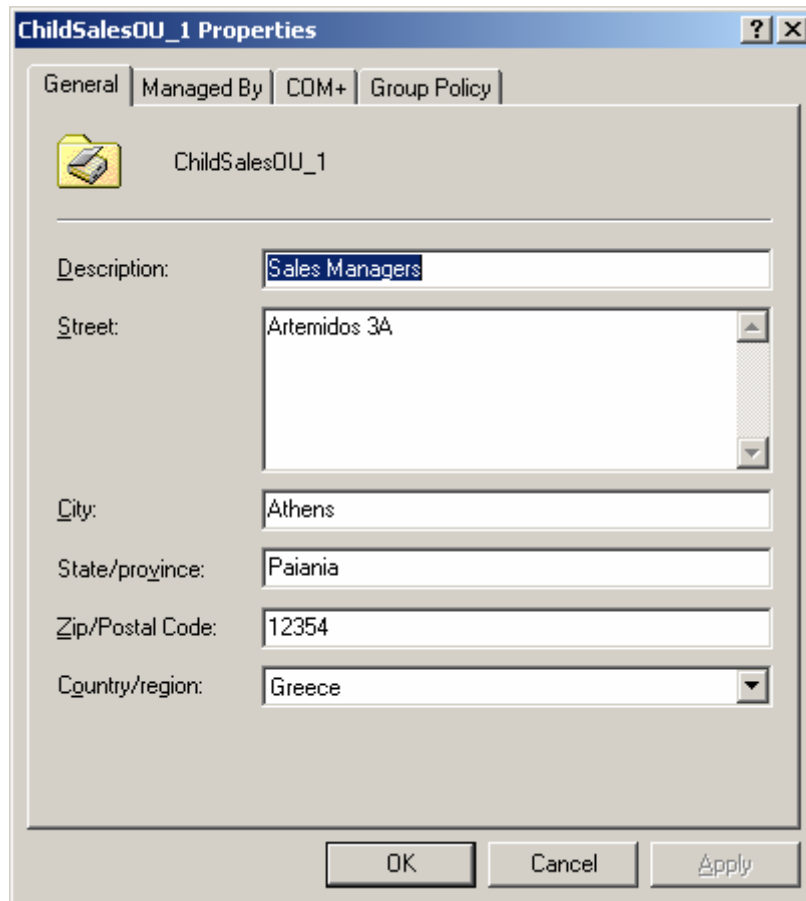 ChildSalesOU_1 Properties
General Managed By COM+ Group Policy
ChildSalesOU_1
Description: Sales Managers
Street: Artemidos 3A
City: Athens
State/province: Paiania
Zip/Postal Code: 12354
Country/region: Greece
OK Cancel Apply